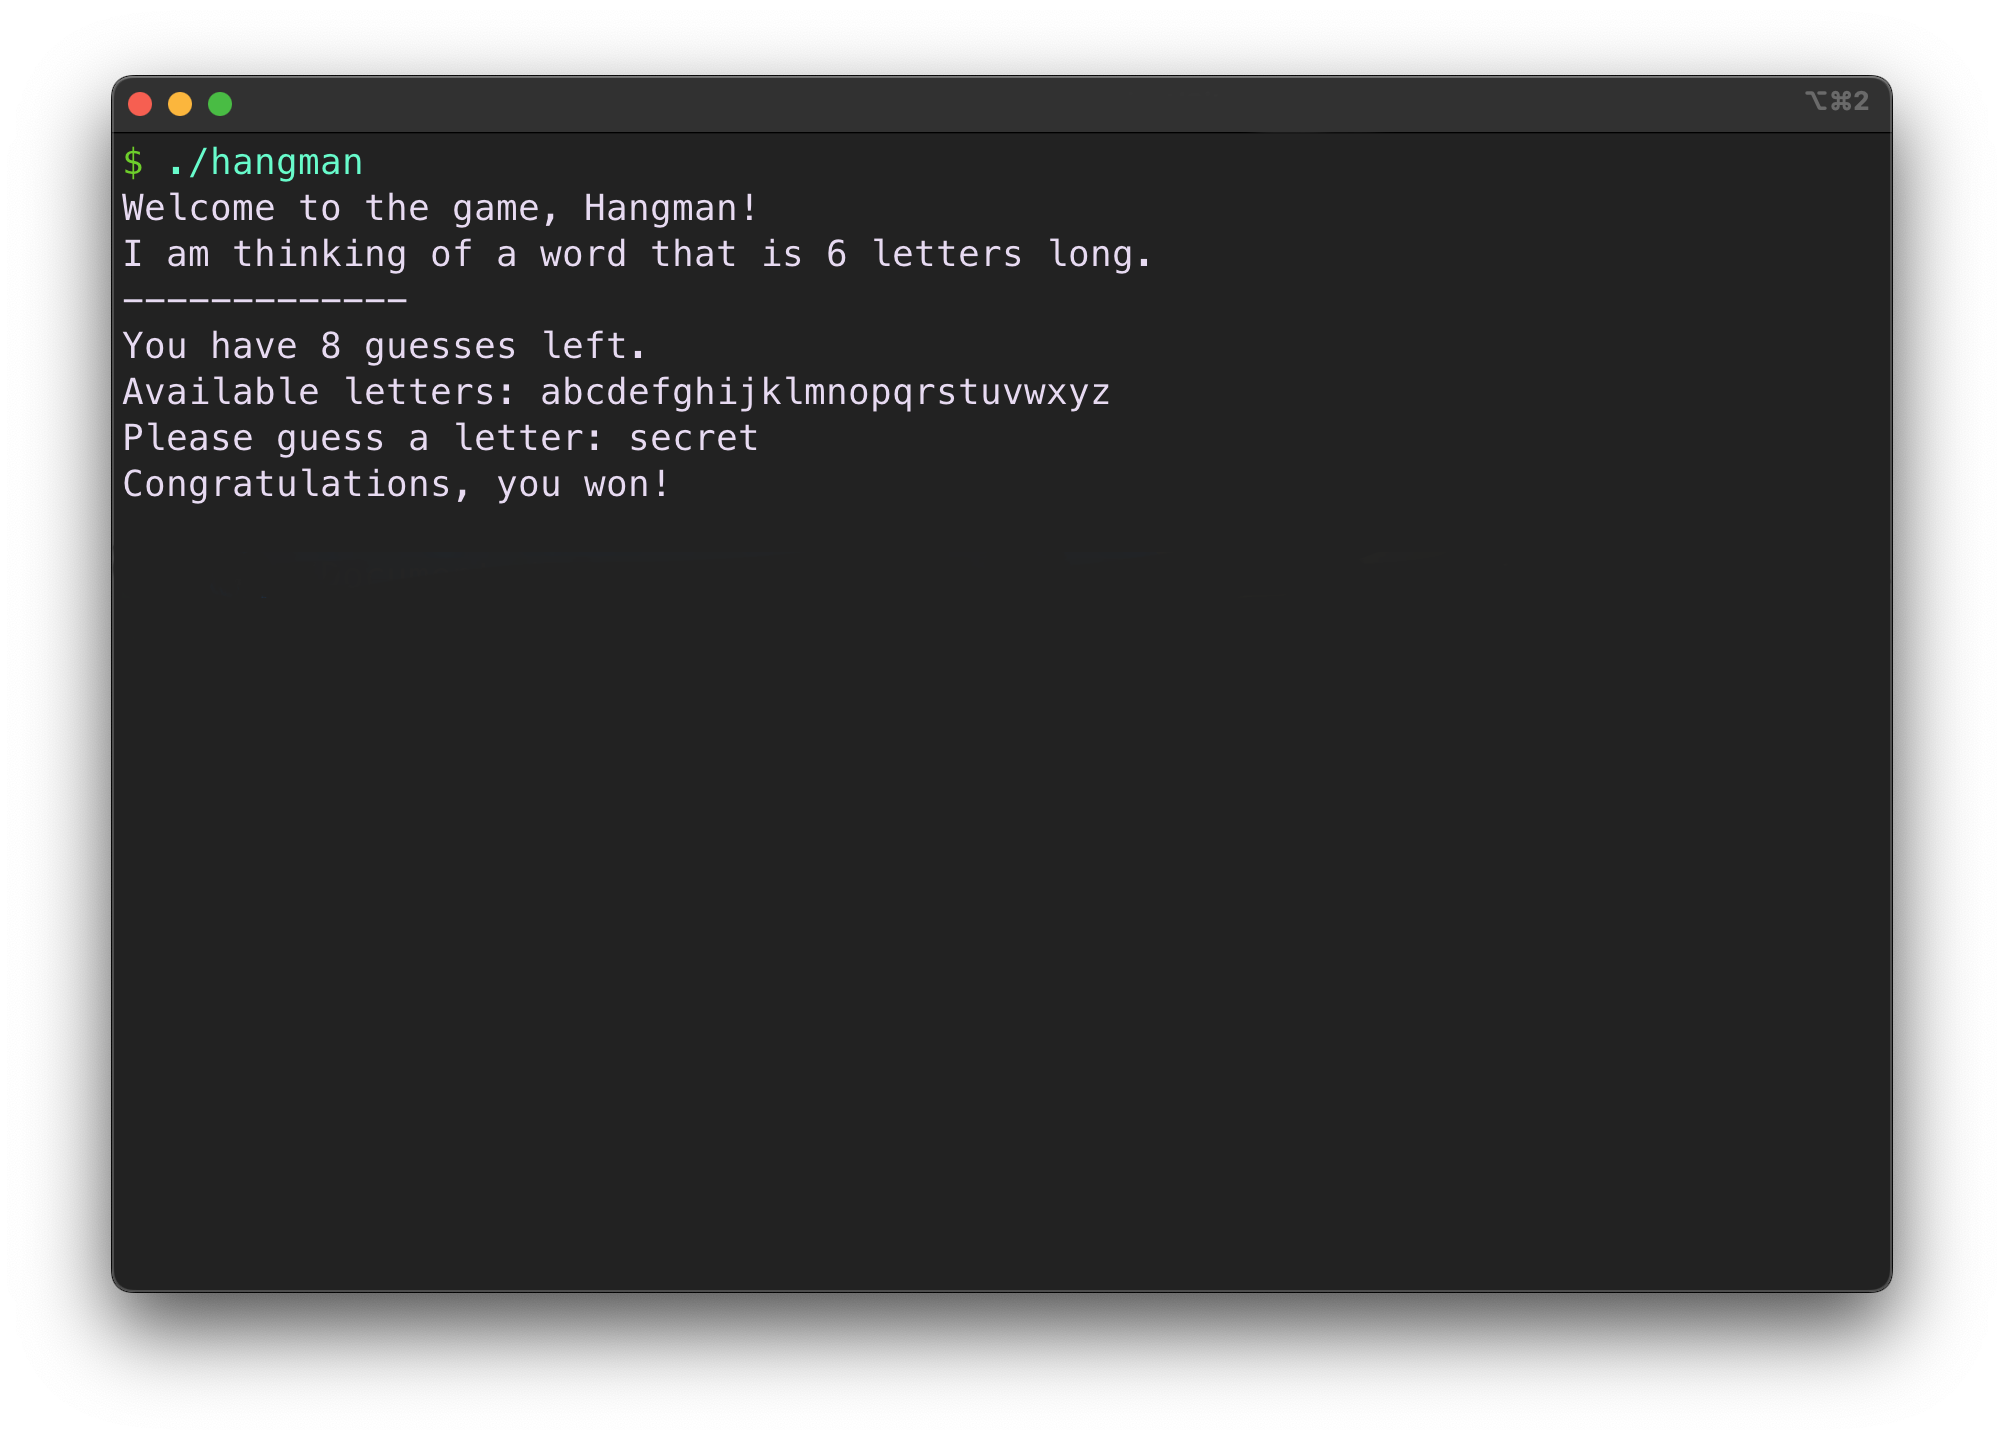 ⌥⌘2
$ ./hangman
Welcome to the game, Hangman!
I am thinking of a word that is 6 letters long.
-------------
You have 8 guesses left.
Available letters: abcdefghijklmnopqrstuvwxyz
Please guess a letter: secret
Congratulations, you won!